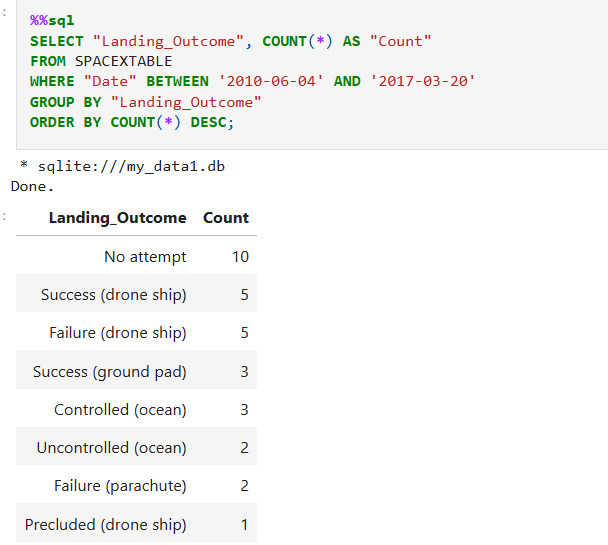 :
%%sql
SELECT "Landing_Outcome", COUNT(*) AS "Count"
FROM SPACEXTABLE
WHERE "Date" BETWEEN '2010-06-04' AND '2017-03-20'
GROUP BY "Landing_Outcome"
ORDER BY COUNT(*) DESC;
* sqlite:///my_data1.db
Done.
:
Landing_Outcome Count
No attempt 10
Success (drone ship) 5
Failure (drone ship) 5
Success (ground pad) 3
Controlled (ocean) 3
Uncontrolled (ocean) 2
Failure (parachute) 2
Precluded (drone ship) 1